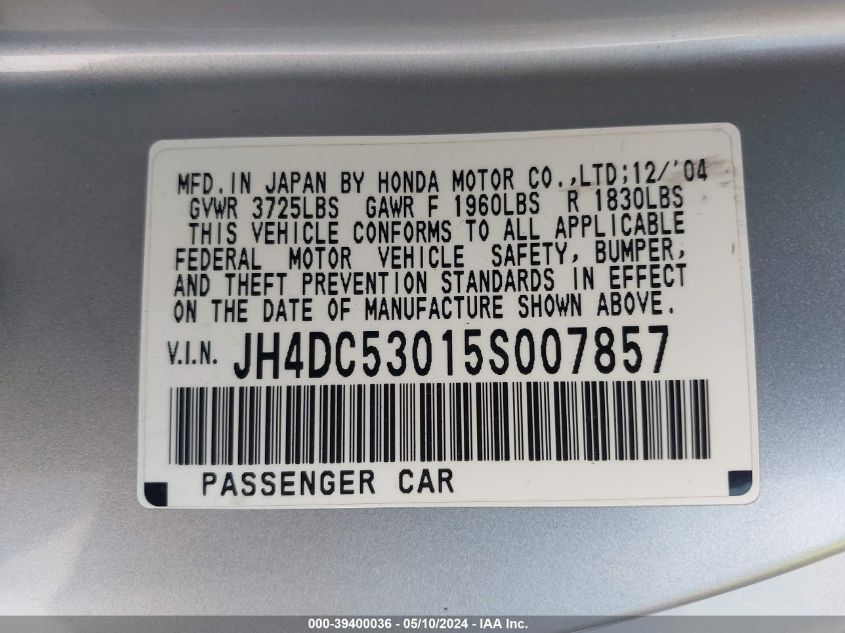 MFD.IN JAPAN BY HONDA MOTOR CO.,LTD;12/'04
GVWR 3725LBS GAWR F 1960LBS R 1830LBS
THIS VEHICLE CONFORMS TO ALL APPLICABLE
FEDERAL MOTOR VEHICLE SAFETY, BUMPER,
AND THEFT PREVENTION STANDARDS IN EFFECT
ON THE DATE OF MANUFACTURE SHOWN ABOVE.
V.I.N. JH4DC53015S007857
PASSENGER CAR
000-39400036 - 05/10/2024 - IAA Inc.